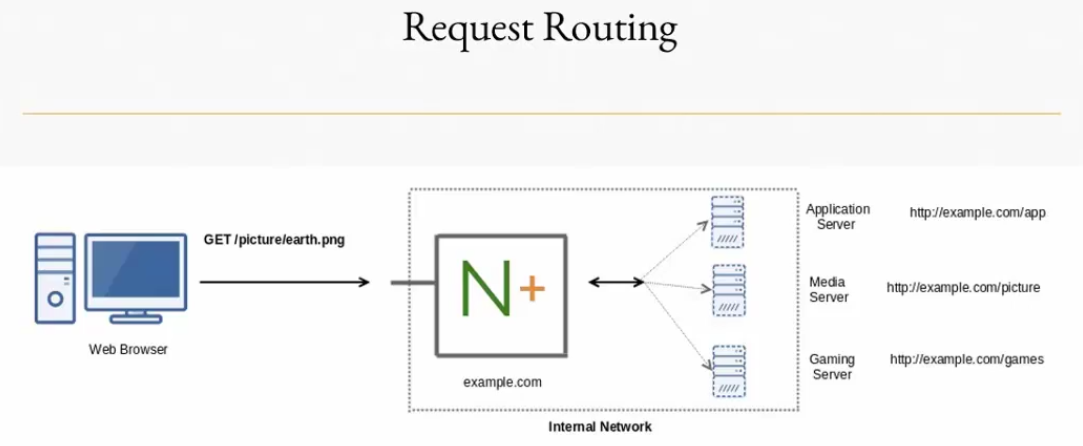 Request Routing
GET /picture/earth.png
Web Browser
N+
example.com
Internal Network
Application
Server
http://example.com/app
Media
Server
http://example.com/picture
Gaming
Server
http://example.com/games